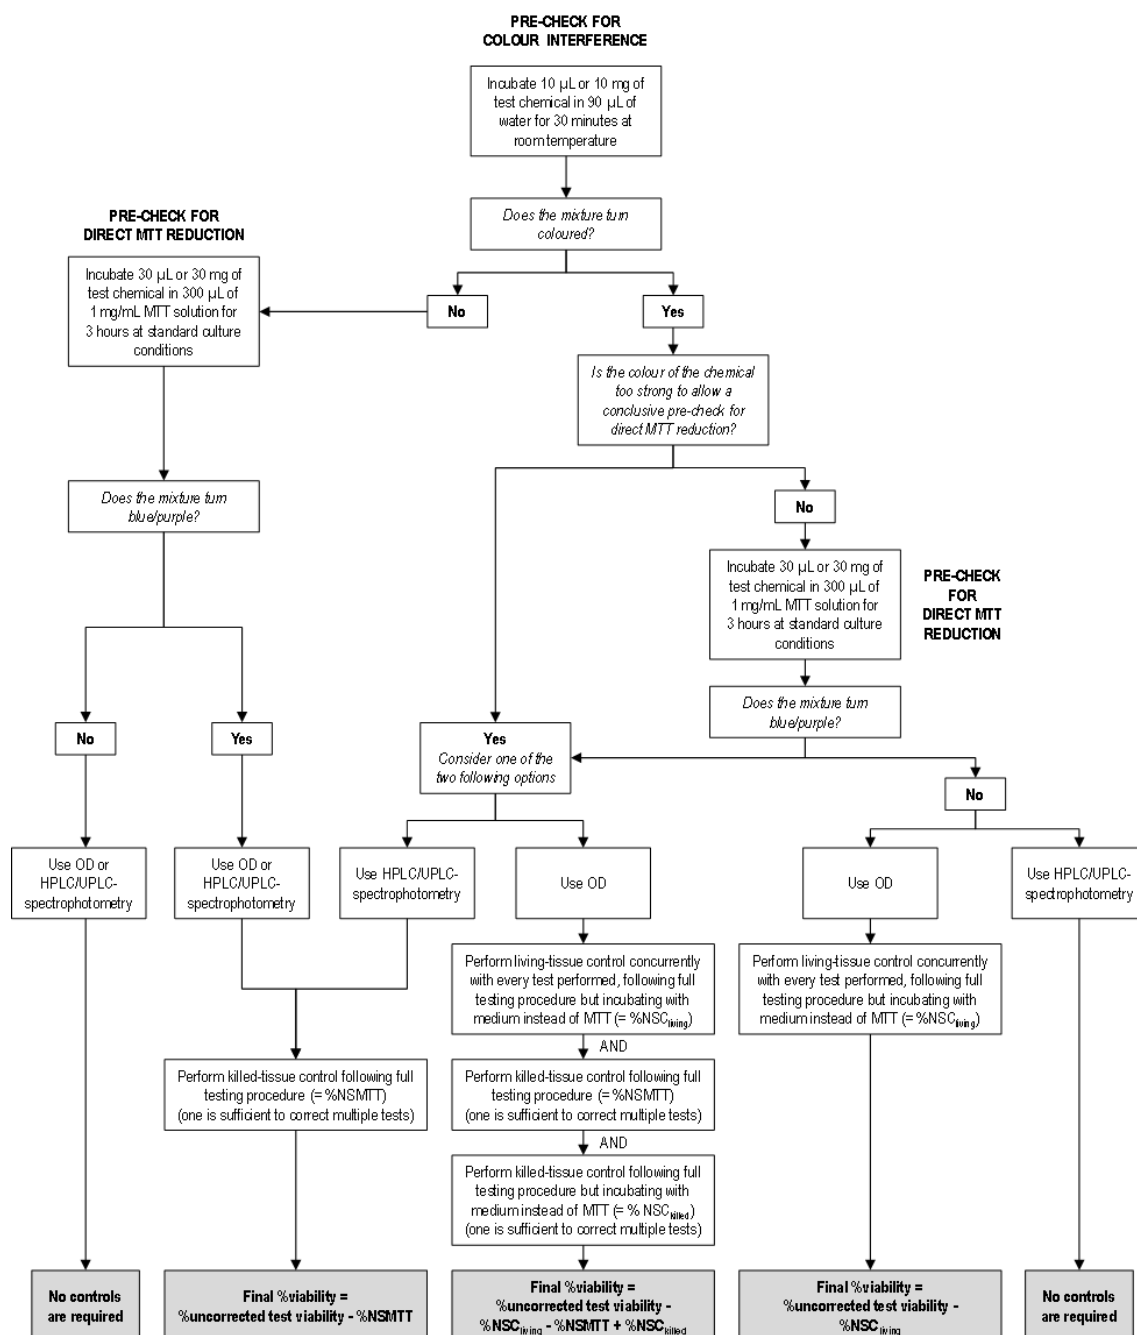 PRE-CHECK FOR
COLOUR INTERFERENCE
Incubate 10 µL or 10 mg of
test chemical in 90 µL of
water for 30 minutes at
room temperature
Does the mixture turn
coloured?
PRE-CHECK FOR
DIRECT MTT REDUCTION
Incubate 30 µL or 30 mg of
test chemical in 300 µL of
1 mg/mL MTT solution for
3 hours at standard culture
conditions
No
Yes
Is the colour of the chemical
too strong to allow a
conclusive pre-check for
direct MTT reduction?
Does the mixture turn
blue/purple?
No
Incubate 30 µL or 30 mg of
test chemical in 300 µL of
1 mg/mL MTT solution for
3 hours at standard culture
conditions
PRE-CHECK
FOR
DIRECT MTT
REDUCTION
Does the mixture turn
blue/purple?
No
Yes
Yes
Consider one of the
two following options
No
Use OD or
HPLC/UPLC-
spectrophotometry
Use OD or
HPLC/UPLC-
spectrophotometry
Use HPLC/UPLC-
spectrophotometry
Use OD
Use OD
Use HPLC/UPLC-
spectrophotometry
Perform living-tissue control concurrently
with every test performed, following full
testing procedure but incubating with
medium instead of MTT (= %NSCliving)
Perform living-tissue control concurrently
with every test performed, following full
testing procedure but incubating with
medium instead of MTT (= %NSCliving)
AND
Perform killed-tissue control following full
testing procedure (= %NSMTT)
(one is sufficient to correct multiple tests)
Perform killed-tissue control following full
testing procedure (= %NSMTT)
(one is sufficient to correct multiple tests)
AND
Perform killed-tissue control following full
testing procedure but incubating with
medium instead of MTT (= % NSCkilled)
(one is sufficient to correct multiple tests)
No controls
are required
Final %viability =
%uncorrected test viability - %NSMTT
Final %viability =
%uncorrected test viability -
%NSCliving - %NSMTT + %NSCkilled
Final %viability =
%uncorrected test viability -
%NSCliving
No controls
are required